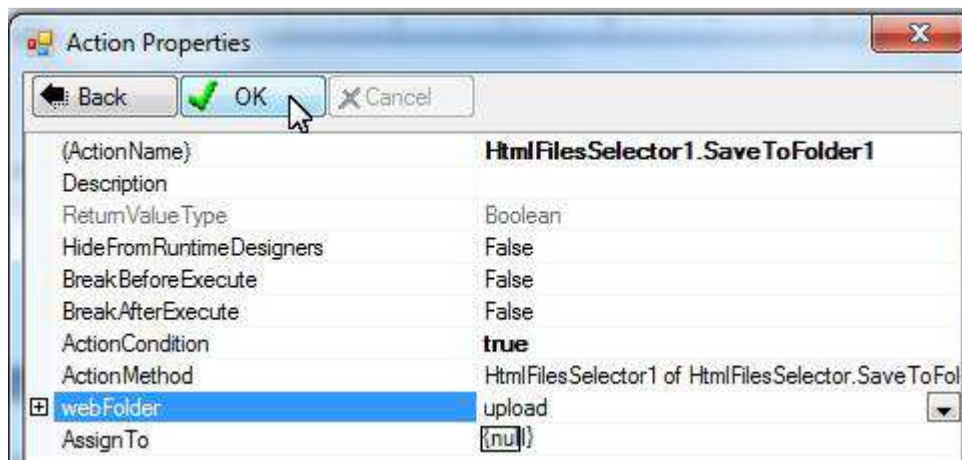 Action Properties
Back OK Cancel
(ActionName) HtmlFilesSelector1.SaveToFolder1
Description
ReturnValueType Boolean
HideFromRuntimeDesigners False
BreakBeforeExecute False
BreakAfterExecute False
ActionCondition true
ActionMethod HtmlFilesSelector1 of HtmlFilesSelector.SaveToFol
webFolder upload
AssignTo {null}